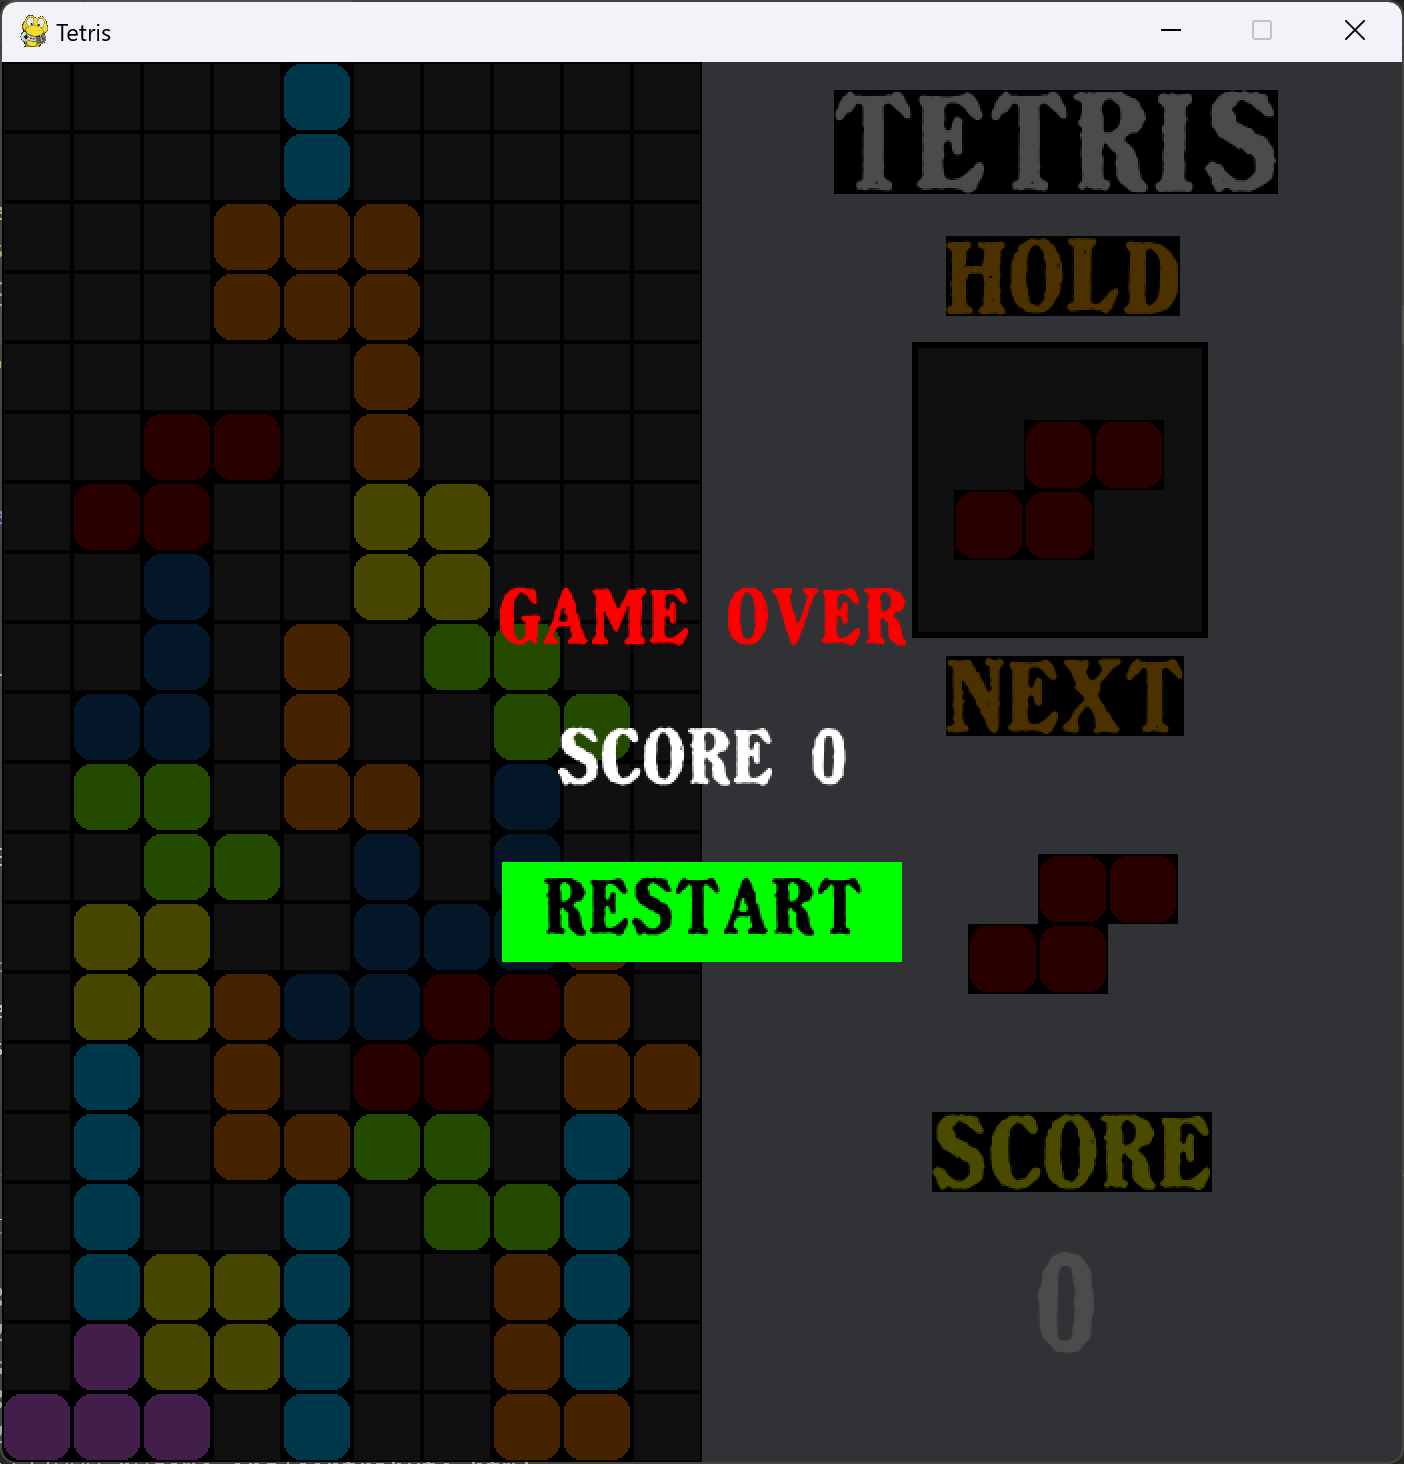 Tetris
TETRIS
HOLD
GAME OVER
NEXT
SCORE 0
RESTART
SCORE
0